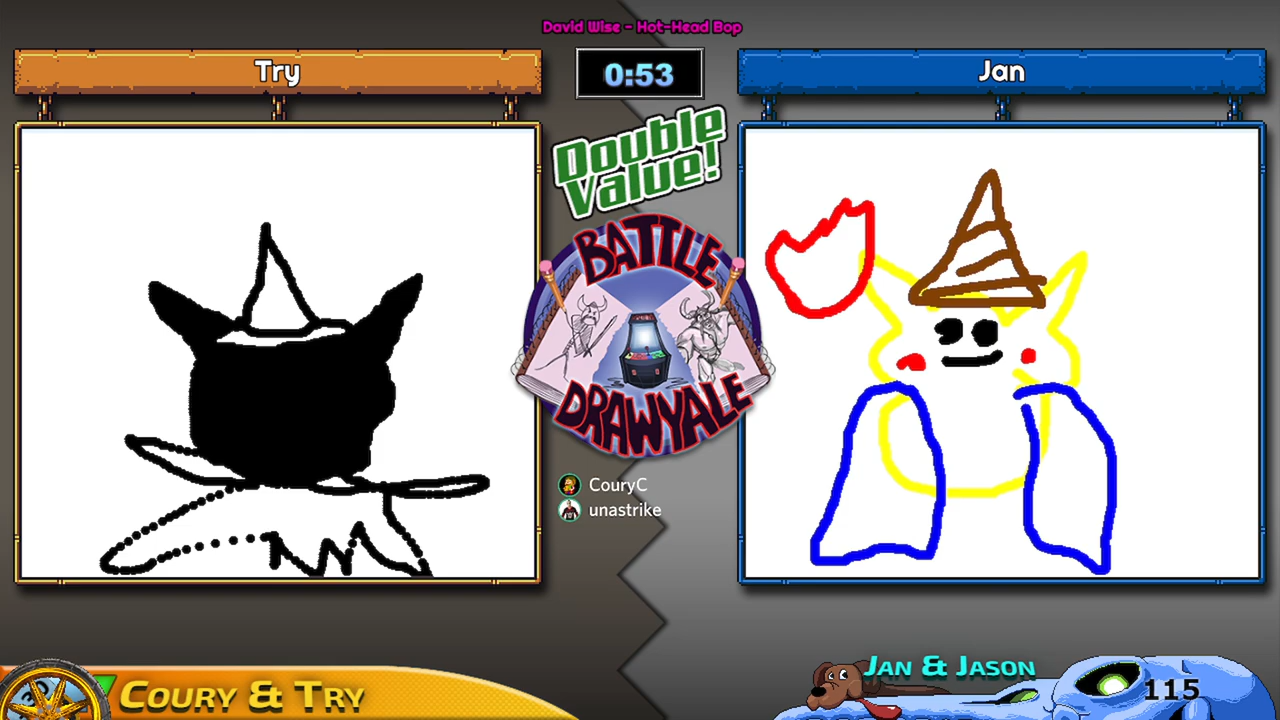 David Wise - Hot-Head Bop
Try
0:53
Jan
Double
Value!
BATTLE
DRAWYALE
CouryC
unastrike
Coury & Try
Jan & Jason
115